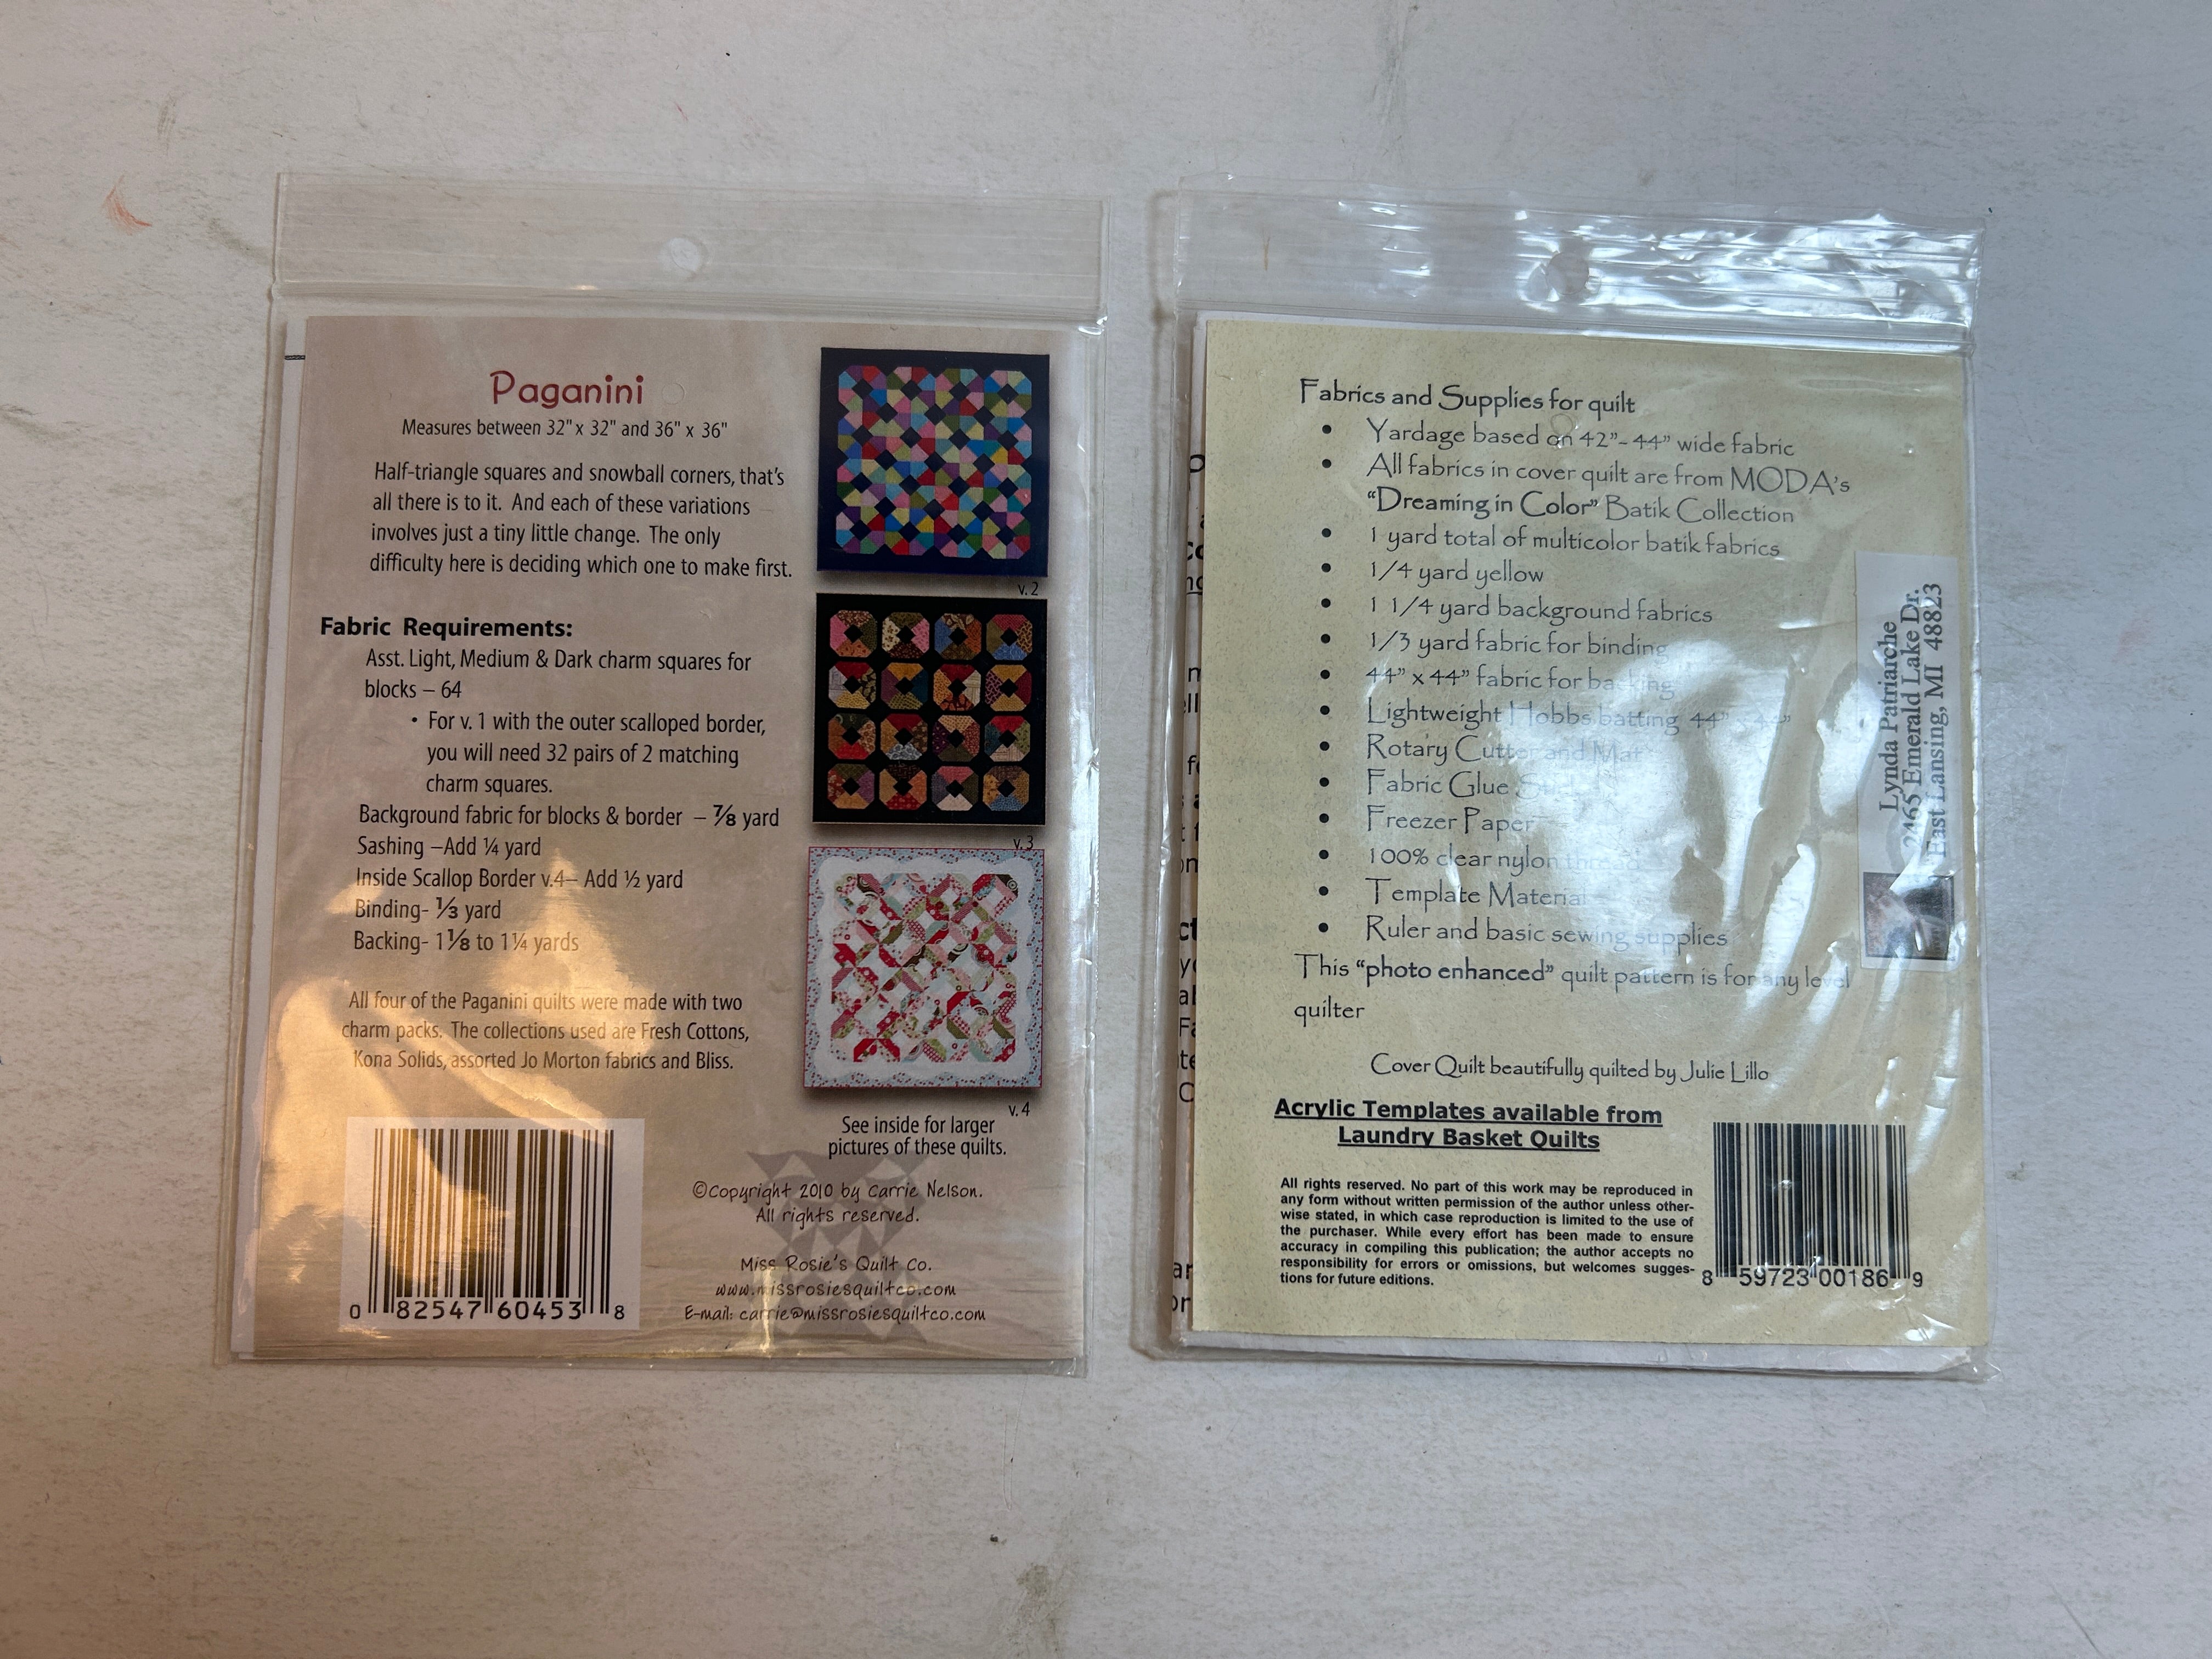 Paganini
Measures between 32" x 32" and 36" x 36"
Half-triangle squares and snowball corners, that's
all there is to it. And each of these variations
involves just a tiny little change. The only
difficulty here is deciding which one to make first.
Fabric Requirements:
Asst. Light, Medium & Dark charm squares for
blocks – 64
• For v. 1 with the outer scalloped border,
you will need 32 pairs of 2 matching
charm squares.
Background fabric for blocks & border – ⅞ yard
Sashing –Add ¼ yard
Inside Scallop Border v.4– Add ½ yard
Binding- ⅓ yard
Backing- 1⅛ to 1¼ yards
All four of the Paganini quilts were made with two
charm packs. The collections used are Fresh Cottons,
Kona Solids, assorted Jo Morton fabrics and Bliss.
v. 2
v. 3
v. 4
See inside for larger
pictures of these quilts.
©Copyright 2010 by Carrie Nelson.
All rights reserved.
Miss Rosie's Quilt Co.
www.missrosiesquiltco.com
E-mail: carrie@missrosiesquiltco.com
0 82547 60453 8
Fabrics and Supplies for quilt
• Yardage based on 42"- 44" wide fabric
• All fabrics in cover quilt are from MODA's
"Dreaming in Color" Batik Collection
• 1 yard total of multicolor batik fabrics
• 1/4 yard yellow
• 1 1/4 yard background fabrics
• 1/3 yard fabric for binding
• 44" x 44" fabric for backing
• Lightweight Hobbs batting 44" x 44"
• Rotary Cutter and Mat
• Fabric Glue Stick
• Freezer Paper
• 100% clear nylon thread
• Template Material
• Ruler and basic sewing supplies
This "photo enhanced" quilt pattern is for any level
quilter
Cover Quilt beautifully quilted by Julie Lillo
Acrylic Templates available from
Laundry Basket Quilts
All rights reserved. No part of this work may be reproduced in
any form without written permission of the author unless other-
wise stated, in which case reproduction is limited to the use of
the purchaser. While every effort has been made to ensure
accuracy in compiling this publication; the author accepts no
responsibility for errors or omissions, but welcomes sugges-
tions for future editions.
8 59723 00186 9
Lynda Patriarche
2465 Emerald Lake Dr.
East Lansing, MI 48823